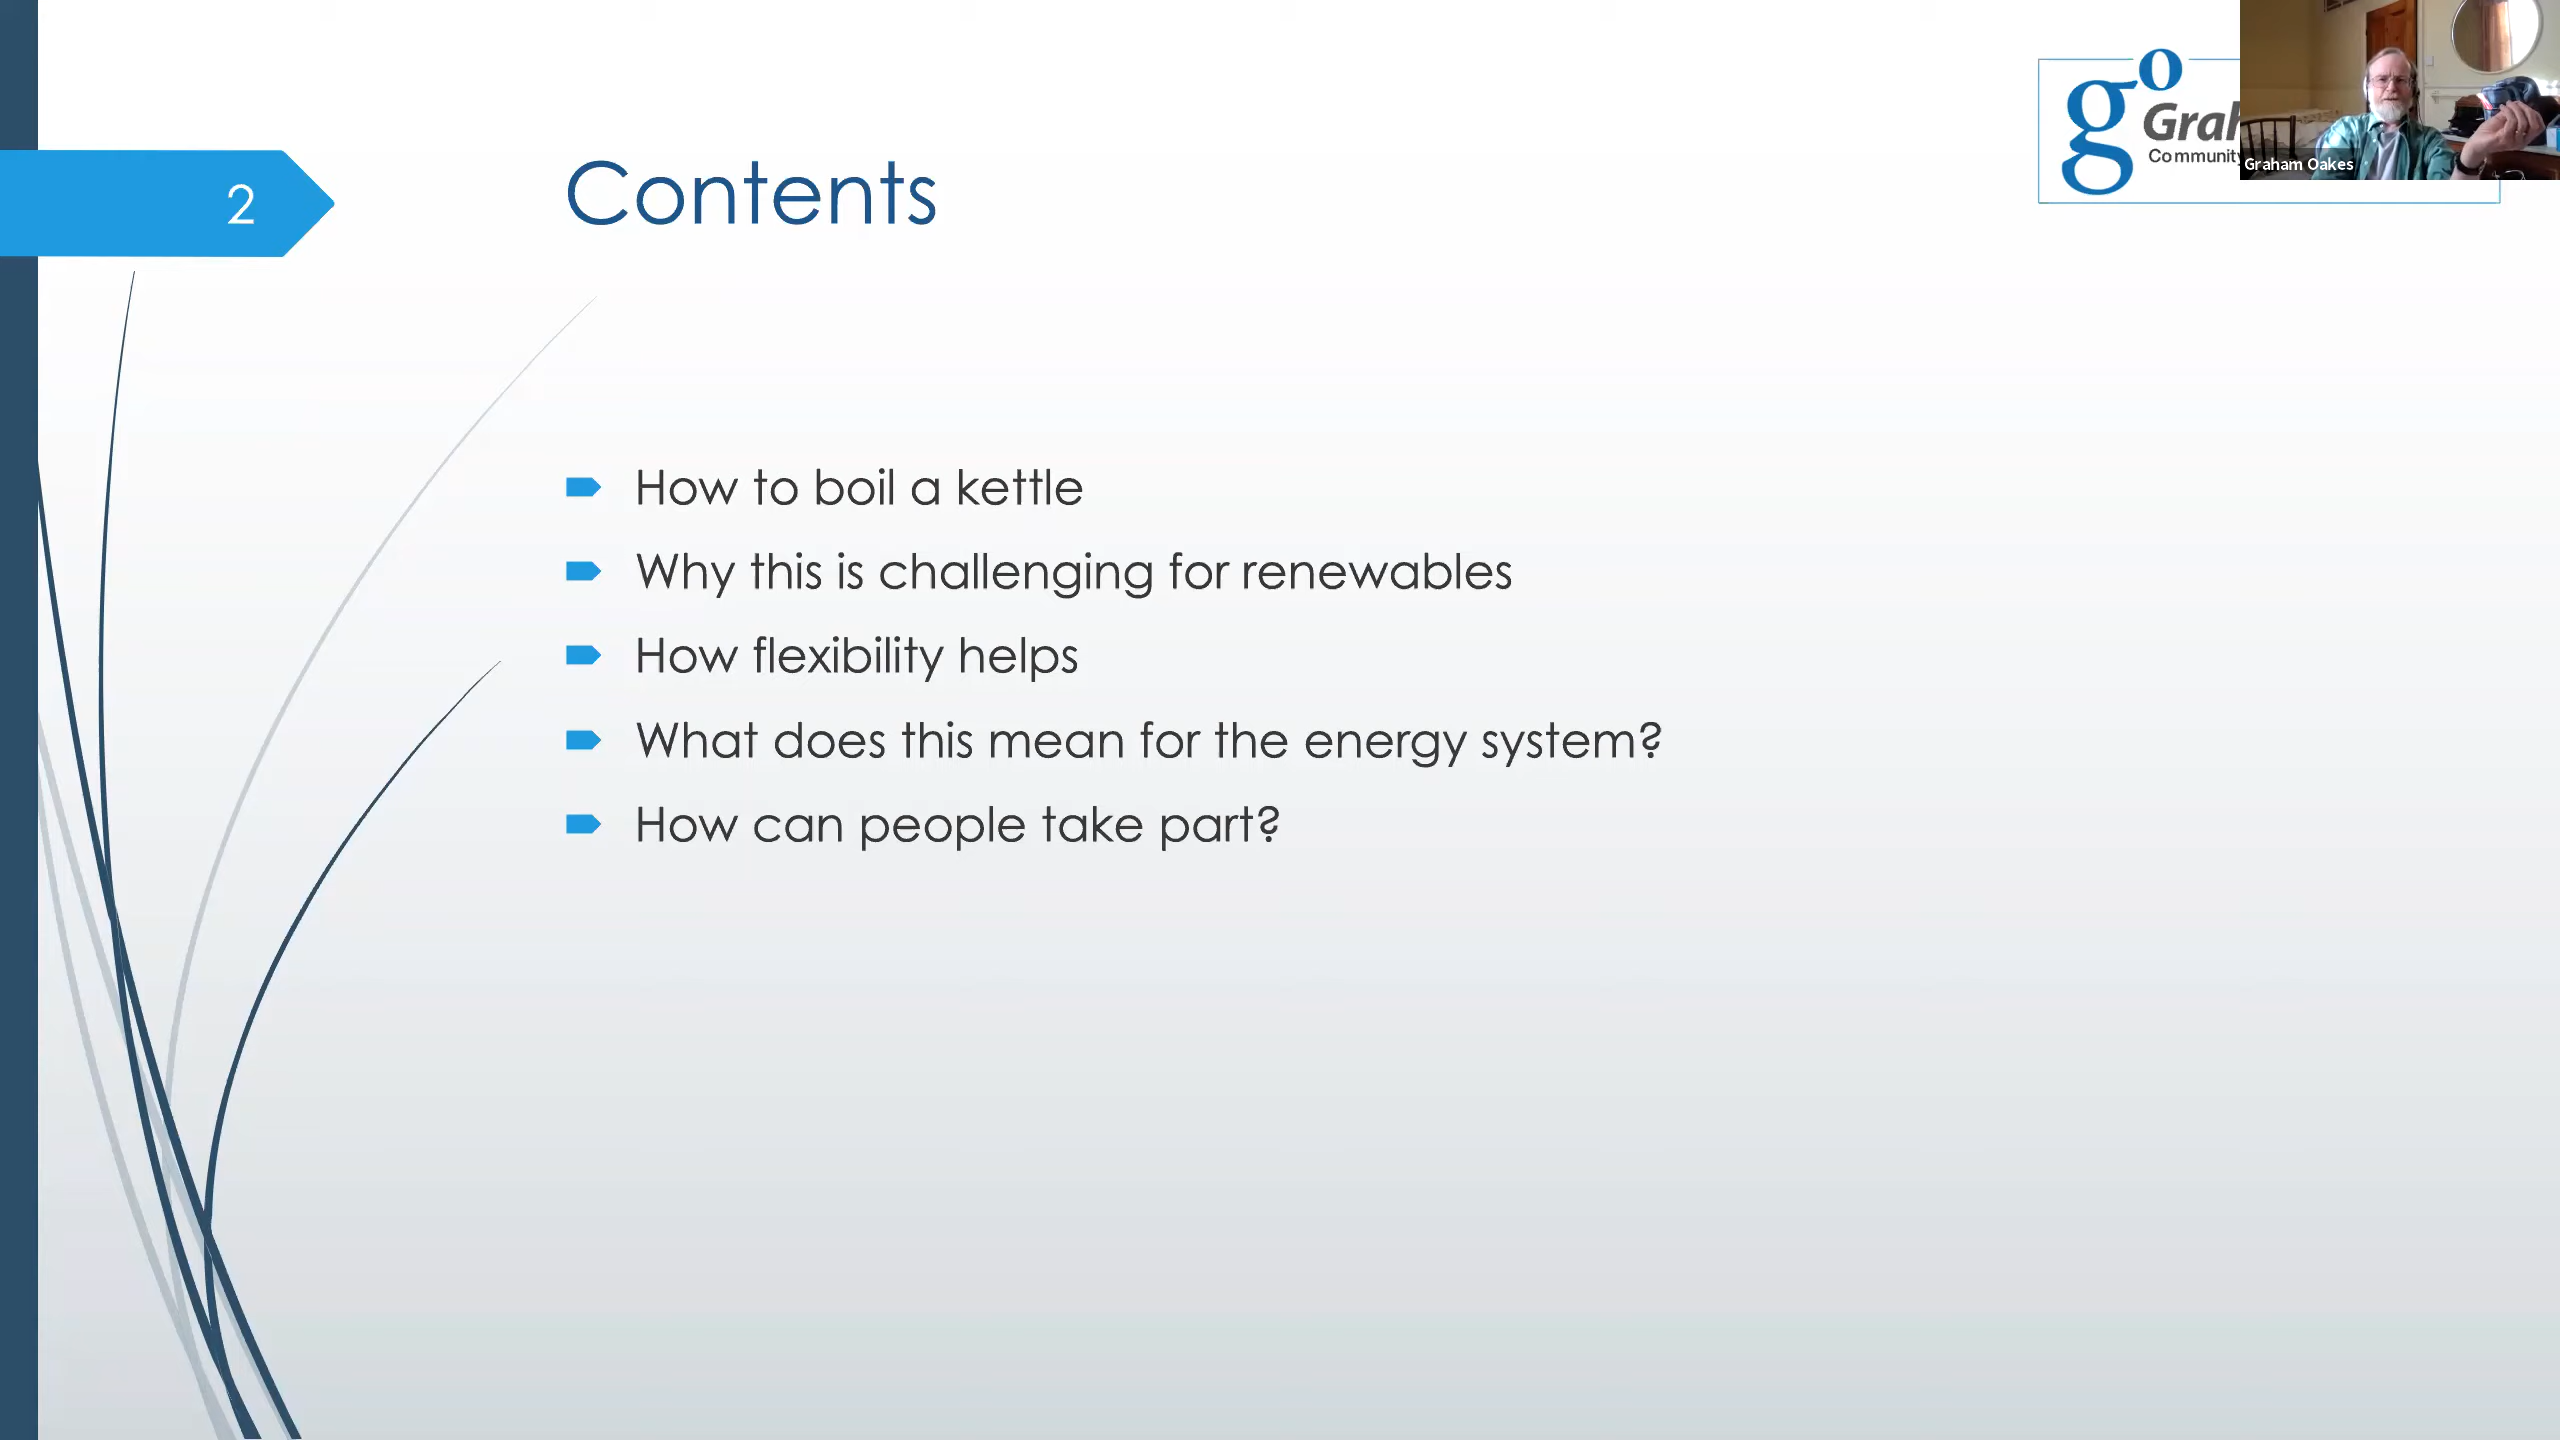 2
Contents
go
Community
Graham Oakes
How to boil a kettle
Why this is challenging for renewables
How flexibility helps
What does this mean for the energy system?
How can people take part?